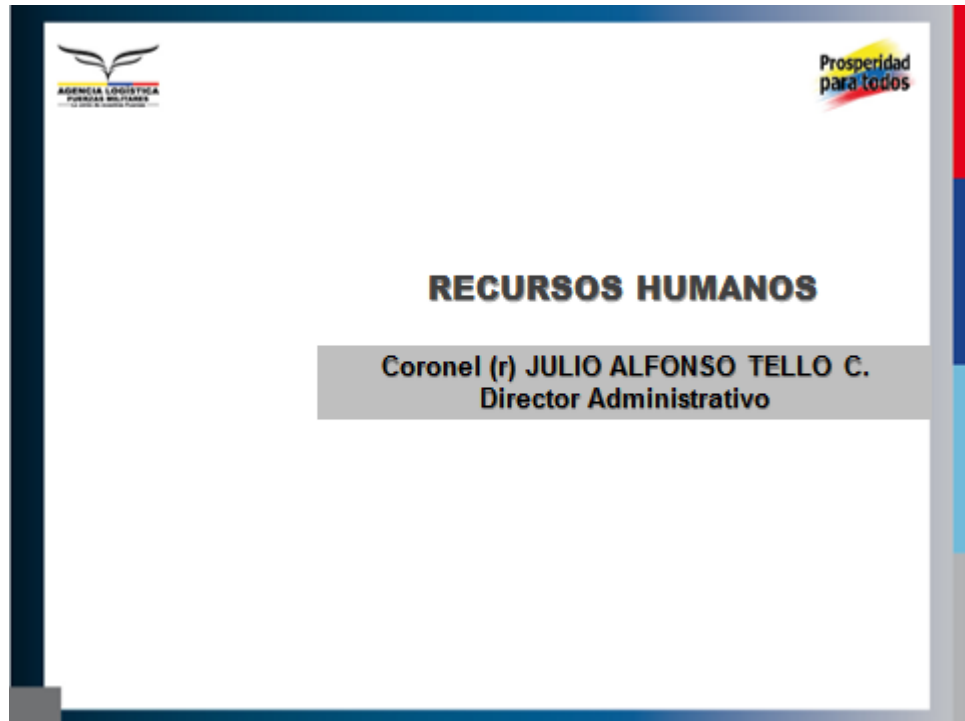 AGENCIA LOGÍSTICA
FUERZAS MILITARES
Prosperidad
para todos
RECURSOS HUMANOS
Coronel (r) JULIO ALFONSO TELLO C.
Director Administrativo